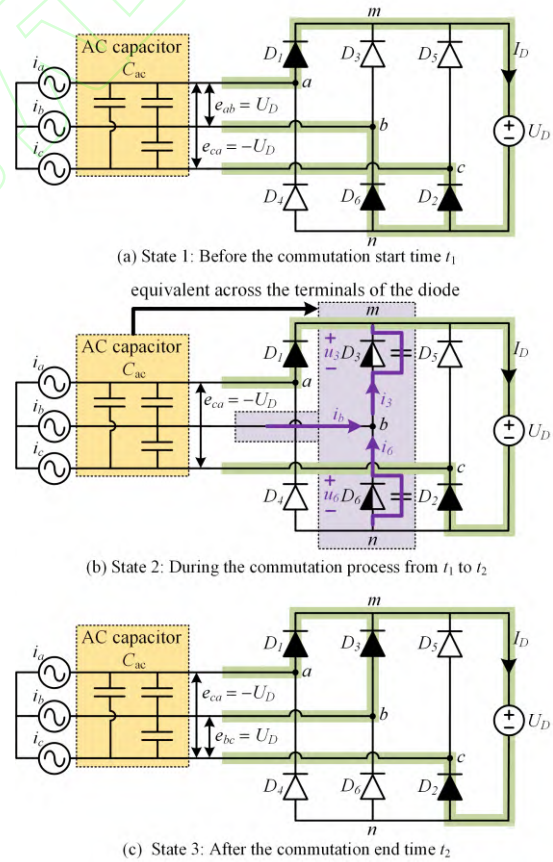 AC capacitor
C_ac
i_a
i_b
i_c
e_ab = U_D
e_ca = −U_D
D_1
D_3
D_5
D_4
D_6
D_2
m
a
b
c
n
I_D
U_D
(a) State 1: Before the commutation start time t_1
equivalent across the terminals of the diode
AC capacitor
C_ac
i_a
i_b
i_c
e_ca = −U_D
i_b
m
D_1
+
u_3
−
D_3
D_5
i_3
a
b
i_6
c
D_4
+
u_6
−
D_6
D_2
n
I_D
U_D
(b) State 2: During the commutation process from t_1 to t_2
AC capacitor
C_ac
i_a
i_b
i_c
e_ca = −U_D
e_bc = U_D
m
D_1
D_3
D_5
a
b
c
D_4
D_6
D_2
n
I_D
U_D
(c) State 3: After the commutation end time t_2